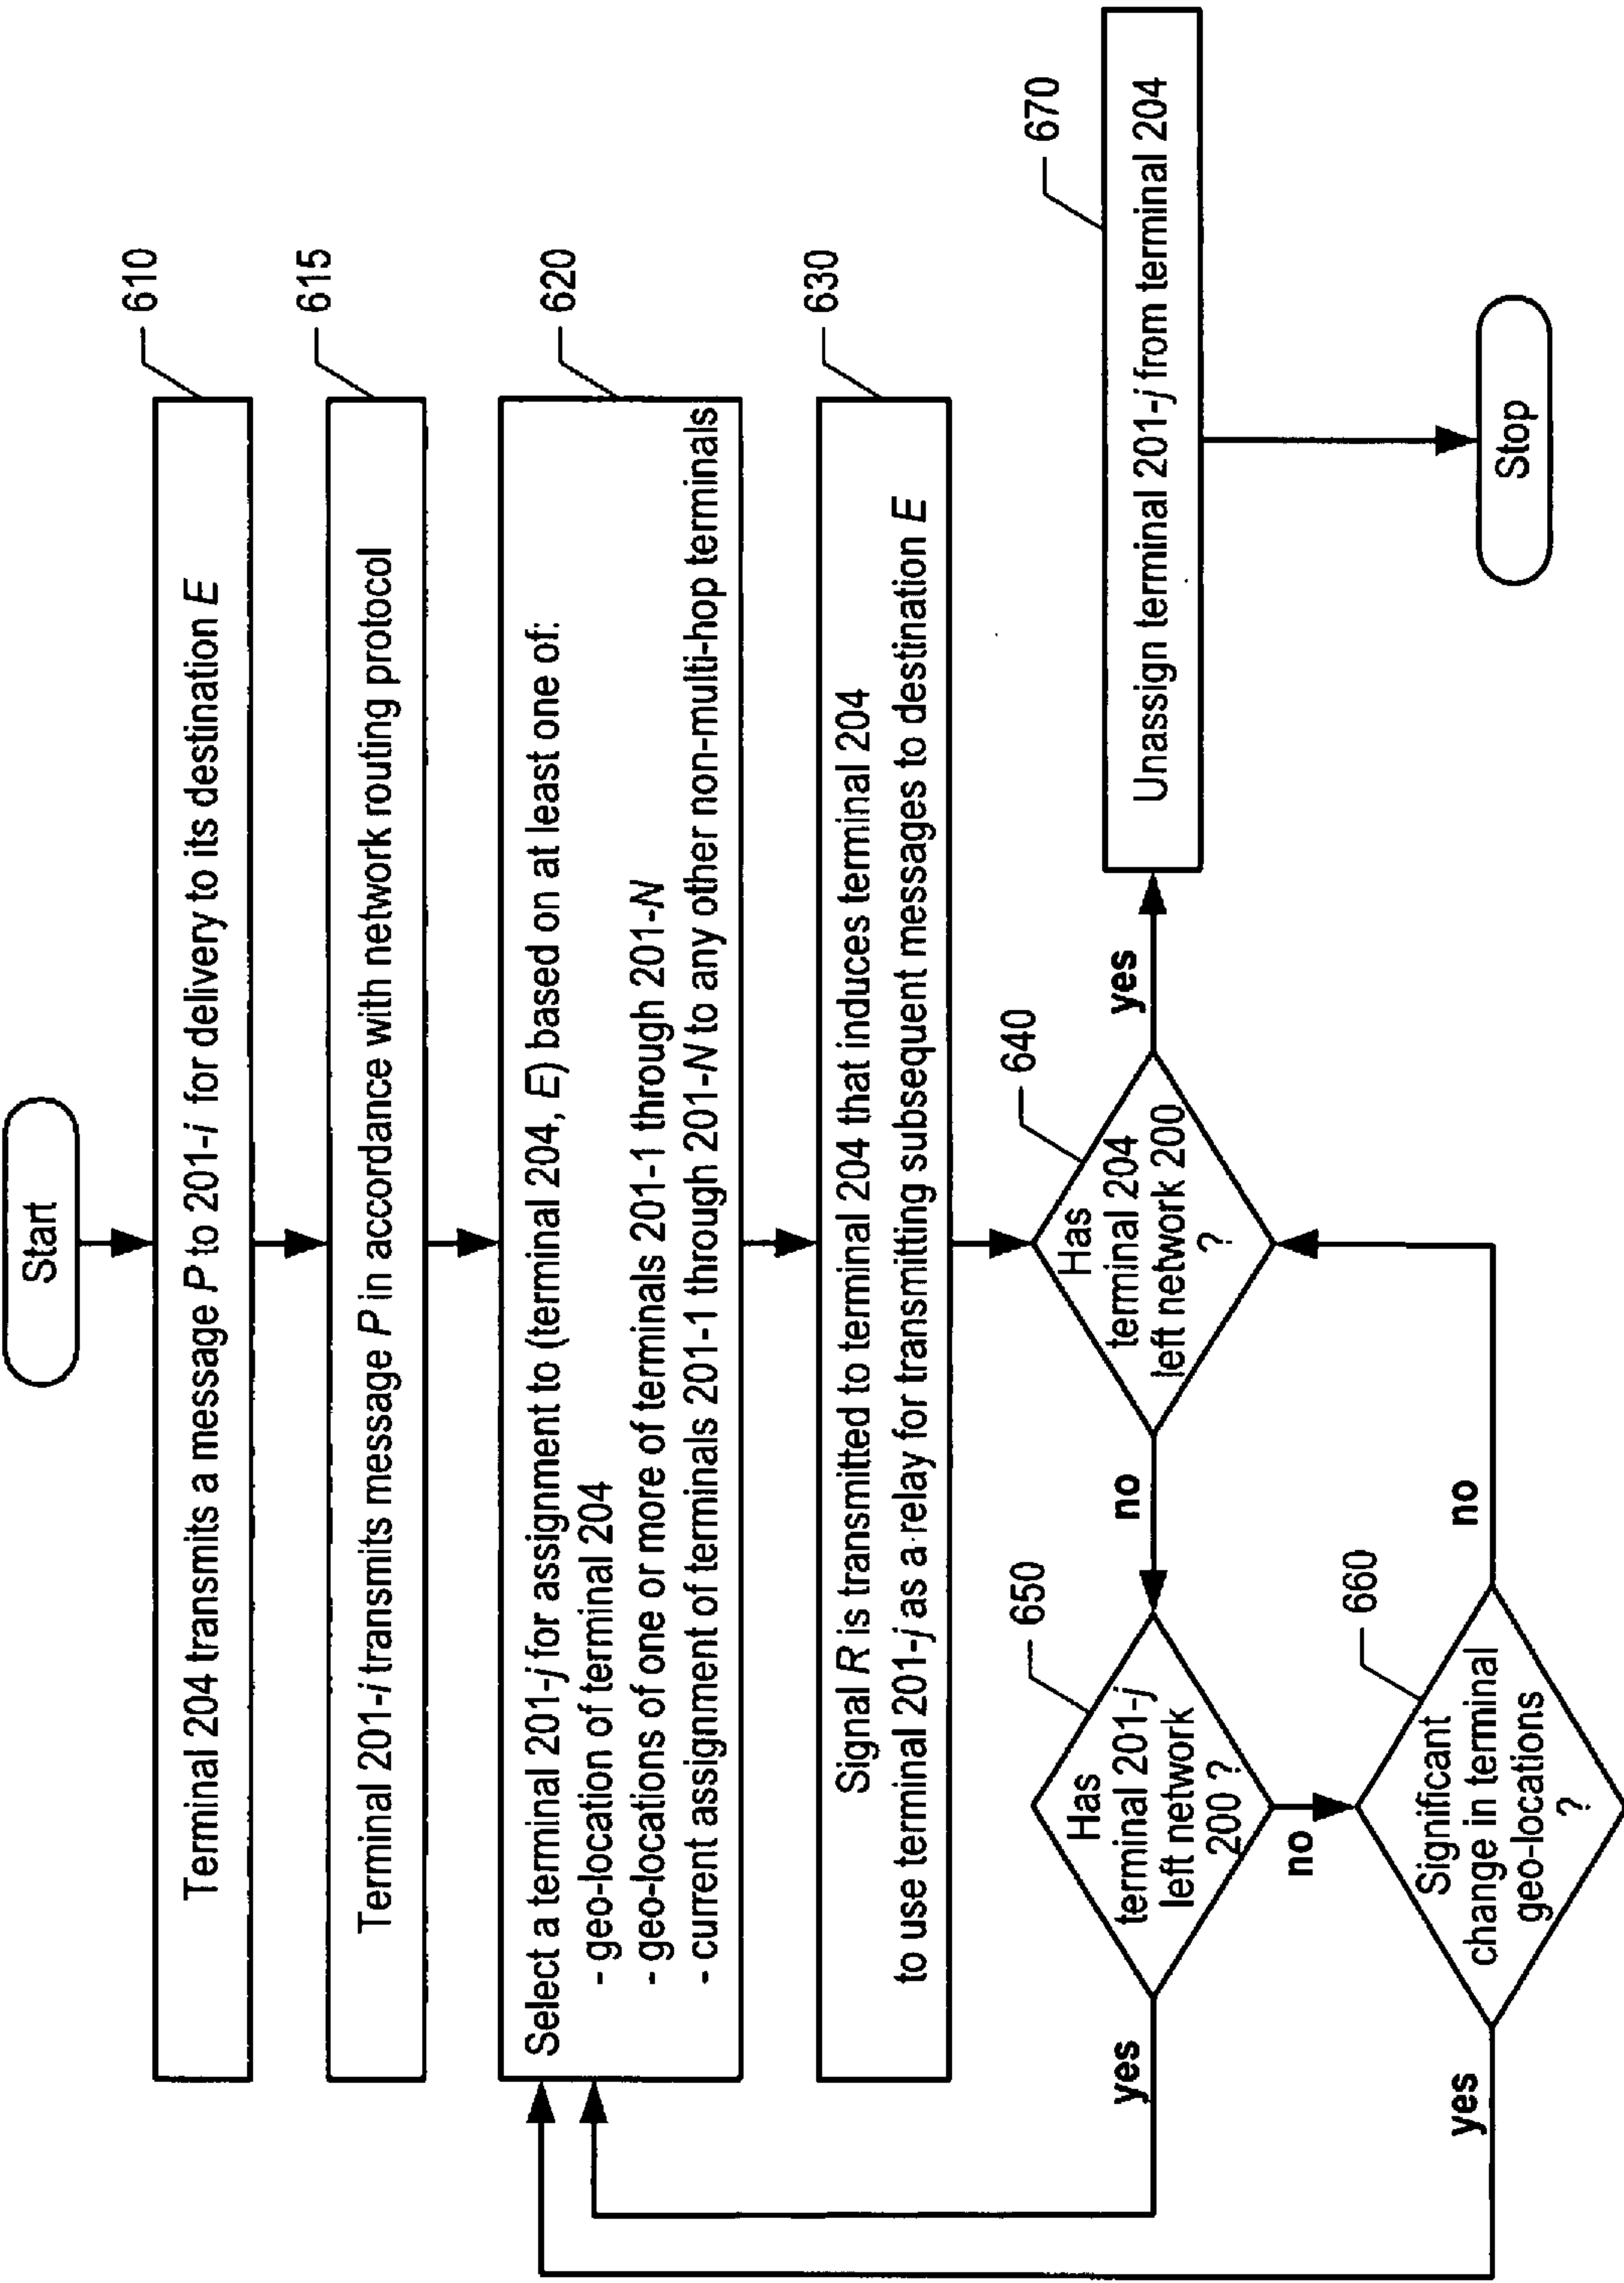 Start
610
Terminal 204 transmits a message P to 201-i for delivery to its destination E
615
Terminal 201-i transmits message P in accordance with network routing protocol
620
Select a terminal 201-j for assignment to (terminal 204, E) based on at least one of:
- geo-location of terminal 204
- geo-locations of one or more of terminals 201-1 through 201-N
- current assignment of terminals 201-1 through 201-N to any other non-multi-hop terminals
630
Signal R is transmitted to terminal 204 that induces terminal 204
to use terminal 201-j as a relay for transmitting subsequent messages to destination E
640
Has
terminal 204
left network 200
?
yes
no
670
Unassign terminal 201-j from terminal 204
Stop
650
Has
terminal 201-j
left network
200 ?
yes
no
660
Significant
change in terminal
geo-locations
?
yes
no